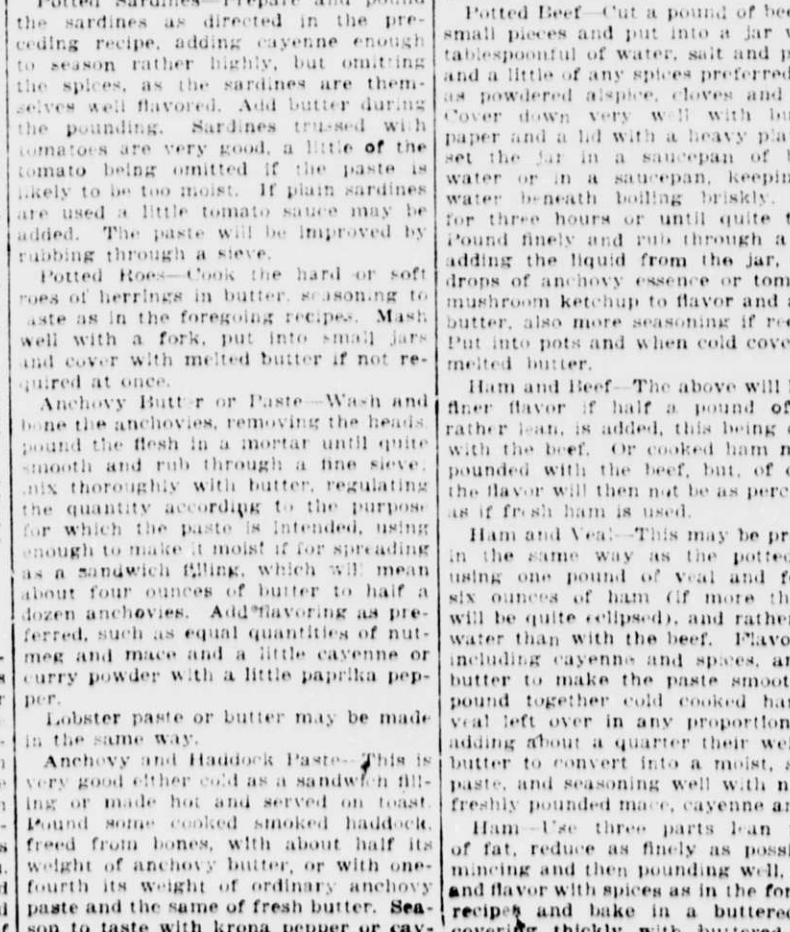 Potted Sardines—Prepare and pound
the sardines as directed in the pre-
ceding recipe, adding cayenne enough
to season rather highly, but omitting
the spices, as the sardines are them-
selves well flavored. Add butter during
the pounding. Sardines trussed with
tomatoes are very good, a little of the
tomato being omitted if the paste is
likely to be too moist. If plain sardines
are used a little tomato sauce may be
added. The paste will be improved by
rubbing through a sieve.
Potted Roes—Cook the hard or soft
roes of herrings in butter, seasoning to
taste as in the foregoing recipes. Mash
well with a fork, put into small jars
and cover with melted butter if not re-
quired at once.
Anchovy Butter or Paste—Wash and
bone the anchovies, removing the heads,
pound the flesh in a mortar until quite
smooth and rub through a fine sieve,
mix thoroughly with butter, regulating
the quantity according to the purpose
for which the paste is intended, using
enough to make it moist if for spreading
as a sandwich filling, which will mean
about four ounces of butter to half a
dozen anchovies. Add flavoring as pre-
ferred, such as equal quantities of nut-
meg and mace and a little cayenne or
curry powder with a little paprika pep-
per.
Lobster paste or butter may be made
in the same way.
Anchovy and Haddock Paste—This is
very good either cold as a sandwich fill-
ing or made hot and served on toast.
Pound some cooked smoked haddock,
freed from bones, with about half its
weight of anchovy butter, or with one-
fourth its weight of ordinary anchovy
paste and the same of fresh butter. Sea-
son to taste with krona pepper or cay-
Potted Beef—Cut a pound of
small pieces and put into a jar
tablespoonful of water, salt and
and a little of any spices preferred
as powdered alspice, cloves and
Cover down very well with
paper and a lid with a heavy
set the jar in a saucepan of
water or in a saucepan,
water beneath boiling briskly.
for three hours or until quite
Pound finely and rub through a
adding the liquid from the jar,
drops of anchovy essence or
mushroom ketchup to flavor and
butter, also more seasoning if
Put into pots and when cold
melted butter.
Ham and Beef—The above will
finer flavor if half a pound of
rather lean, is added, this being
with the beef. Or cooked ham
pounded with the beef, but, of
the flavor will then not be as
as if fresh ham is used.
Ham and Veal—This may be
in the same way as the potted
using one pound of veal and
six ounces of ham (if more
will be quite eclipsed), and rather
water than with the beef.
including cayenne and spices,
butter to make the paste
pound together cold cooked
veal left over in any proportion
adding about a quarter their
butter to convert into a moist,
paste, and seasoning well with
freshly pounded mace, cayenne
Ham—Use three parts lean
of fat, reduce as finely as
mincing and then pounding well,
and flavor with spices as in the
recipes and bake in a buttered
covering thickly with buttered